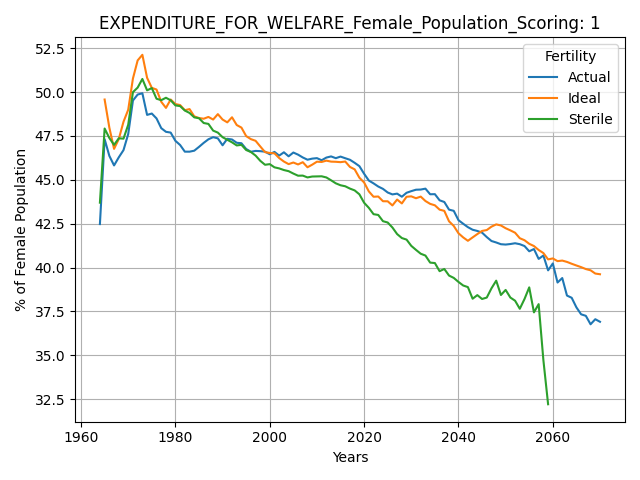 EXPENDITURE_FOR_WELFARE_Female_Population_Scoring: 1
Fertility
Actual
Ideal
Sterile
% of Female Population
52.5
50.0
47.5
45.0
42.5
40.0
37.5
35.0
32.5
1960 1980 2000 2020 2040 2060
Years